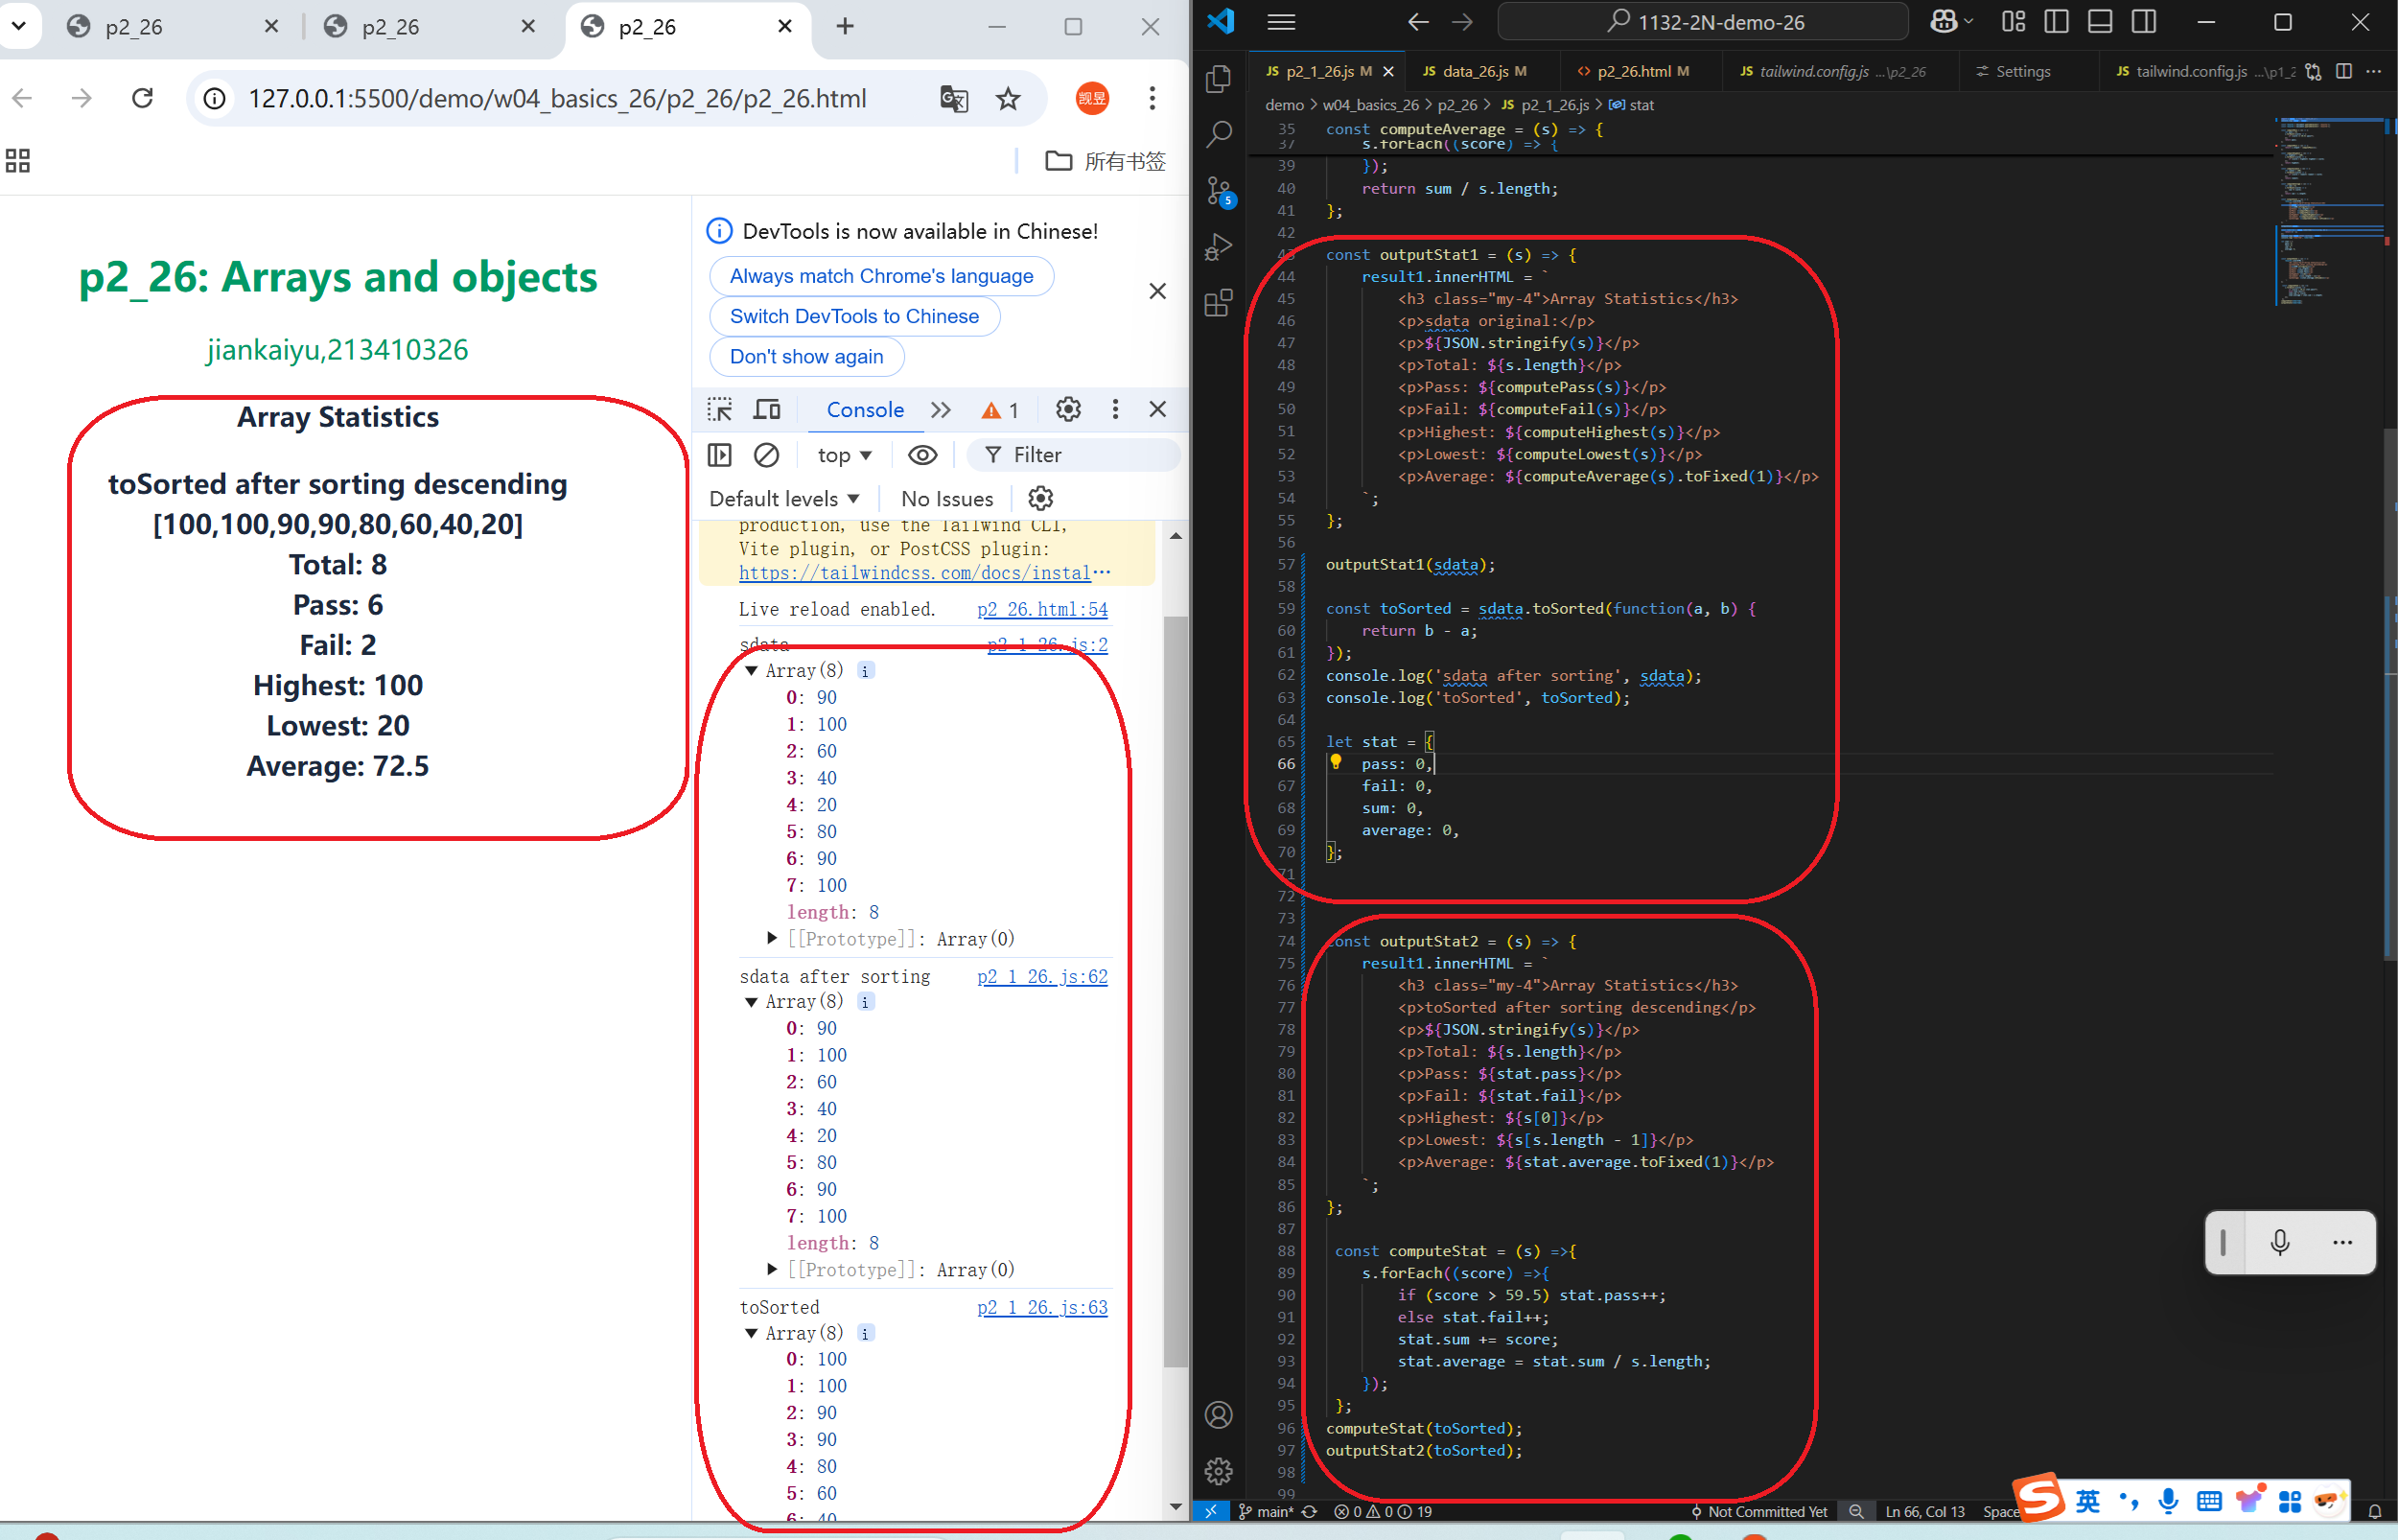 p2_26
p2_26
p2_26
127.0.0.1:5500/demo/w04_basics_26/p2_26/p2_26.html
觊昱
所有书签
p2_26: Arrays and objects
jiankaiyu,213410326
Array Statistics
toSorted after sorting descending
[100,100,90,90,80,60,40,20]
Total: 8
Pass: 6
Fail: 2
Highest: 100
Lowest: 20
Average: 72.5
DevTools is now available in Chinese!
Always match Chrome's language
Switch DevTools to Chinese
Don't show again
Console
1
top
Filter
Default levels
No Issues
production, use the Tailwind CLI,
Vite plugin, or PostCSS plugin:
https://tailwindcss.com/docs/instal…
Live reload enabled. p2_26.html:54
sdata p2_1_26.js:2
Array(8)
0: 90
1: 100
2: 60
3: 40
4: 20
5: 80
6: 90
7: 100
length: 8
[[Prototype]]: Array(0)
sdata after sorting p2_1_26.js:62
Array(8)
0: 90
1: 100
2: 60
3: 40
4: 20
5: 80
6: 90
7: 100
length: 8
[[Prototype]]: Array(0)
toSorted p2_1_26.js:63
Array(8)
0: 100
1: 100
2: 90
3: 90
4: 80
5: 60
6: 40
1132-2N-demo-26
JS p2_1_26.js M
JS data_26.js M
p2_26.html M
JS tailwind.config.js ...\p2_26
Settings
JS tailwind.config.js ...\p1_2
demo > w04_basics_26 > p2_26 > JS p2_1_26.js > stat
5
35 const computeAverage = (s) => {
37 s.forEach((score) => {
39 });
40 return sum / s.length;
41 };
42
43 const outputStat1 = (s) => {
44 result1.innerHTML = `
45 <h3 class="my-4">Array Statistics</h3>
46 <p>sdata original:</p>
47 <p>${JSON.stringify(s)}</p>
48 <p>Total: ${s.length}</p>
49 <p>Pass: ${computePass(s)}</p>
50 <p>Fail: ${computeFail(s)}</p>
51 <p>Highest: ${computeHighest(s)}</p>
52 <p>Lowest: ${computeLowest(s)}</p>
53 <p>Average: ${computeAverage(s).toFixed(1)}</p>
54 `;
55 };
56
57 outputStat1(sdata);
58
59 const toSorted = sdata.toSorted(function(a, b) {
60 return b - a;
61 });
62 console.log('sdata after sorting', sdata);
63 console.log('toSorted', toSorted);
64
65 let stat = {
66 pass: 0,
67 fail: 0,
68 sum: 0,
69 average: 0,
70 };
71
72
73
74 const outputStat2 = (s) => {
75 result1.innerHTML = `
76 <h3 class="my-4">Array Statistics</h3>
77 <p>toSorted after sorting descending</p>
78 <p>${JSON.stringify(s)}</p>
79 <p>Total: ${s.length}</p>
80 <p>Pass: ${stat.pass}</p>
81 <p>Fail: ${stat.fail}</p>
82 <p>Highest: ${s[0]}</p>
83 <p>Lowest: ${s[s.length - 1]}</p>
84 <p>Average: ${stat.average.toFixed(1)}</p>
85 `;
86 };
87
88 const computeStat = (s) =>{
89 s.forEach((score) =>{
90 if (score > 59.5) stat.pass++;
91 else stat.fail++;
92 stat.sum += score;
93 stat.average = stat.sum / s.length;
94 });
95 };
96 computeStat(toSorted);
97 outputStat2(toSorted);
98
99
main* 0 0 19
Not Committed Yet
Ln 66, Col 13
Space
英